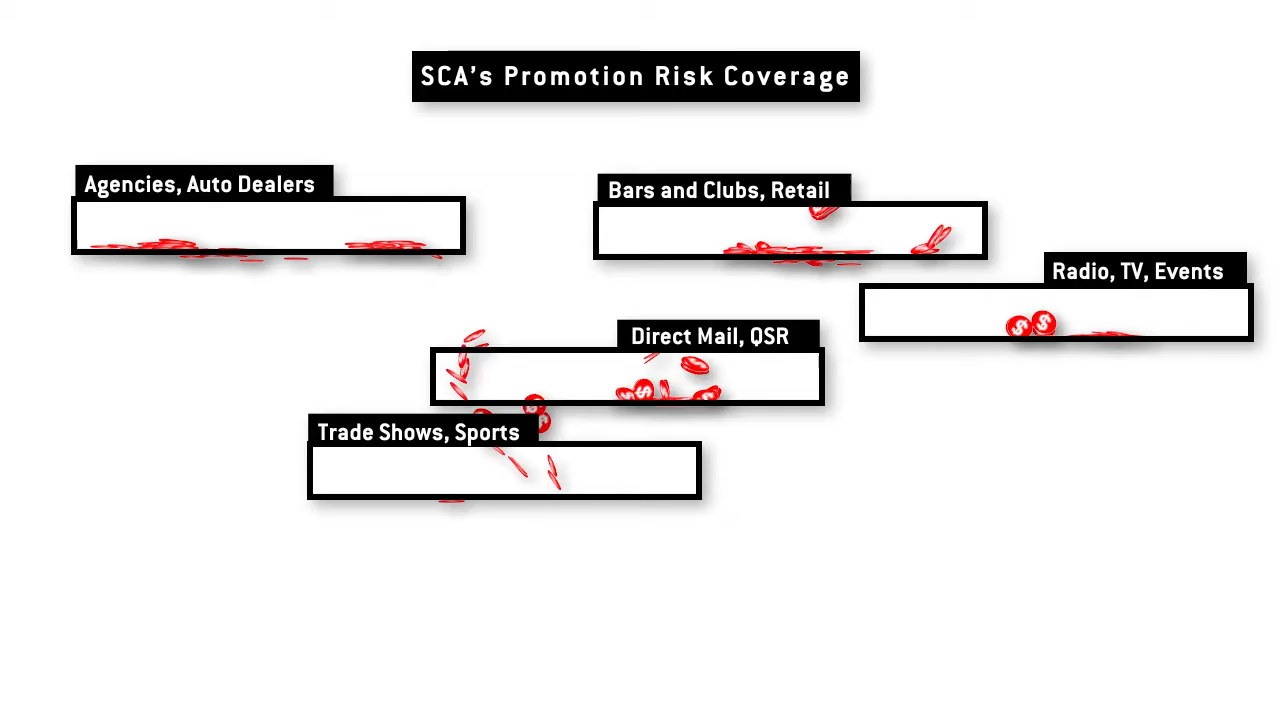 SCA's Promotion Risk Coverage
Agencies, Auto Dealers
Bars and Clubs, Retail
Radio, TV, Events
Direct Mail, QSR
Trade Shows, Sports